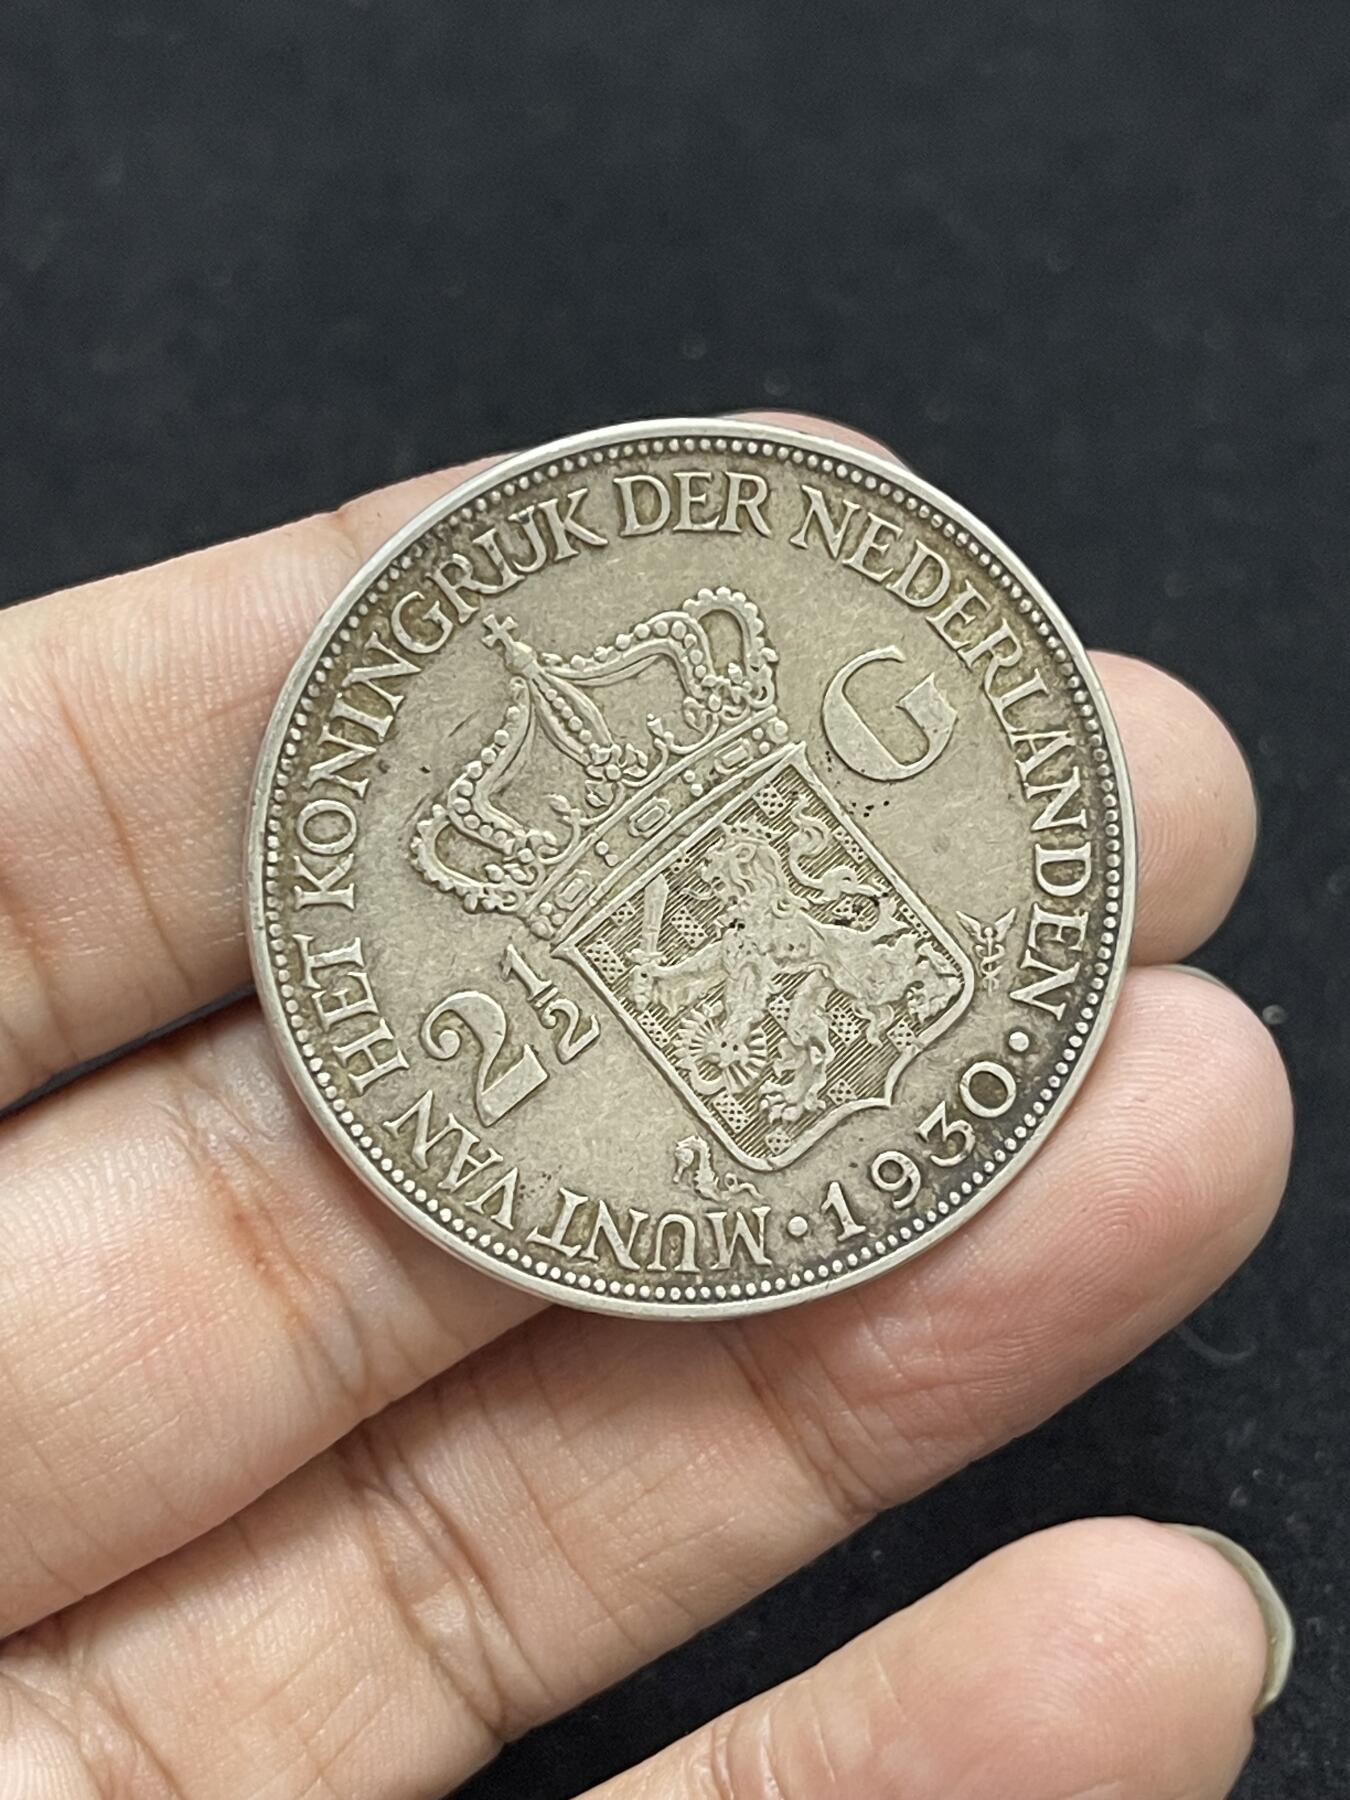 MUNT VAN HET KONINGRIJK DER NEDERLANDEN · 1930 ·
2 1/2 G